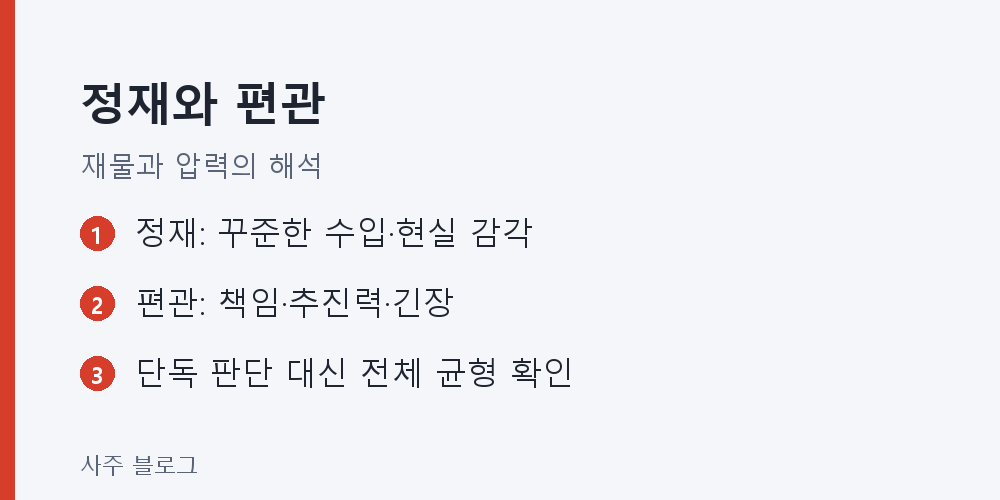 정재와 편관
재물과 압력의 해석
1 정재: 꾸준한 수입·현실 감각
2 편관: 책임·추진력·긴장
3 단독 판단 대신 전체 균형 확인
사주 블로그